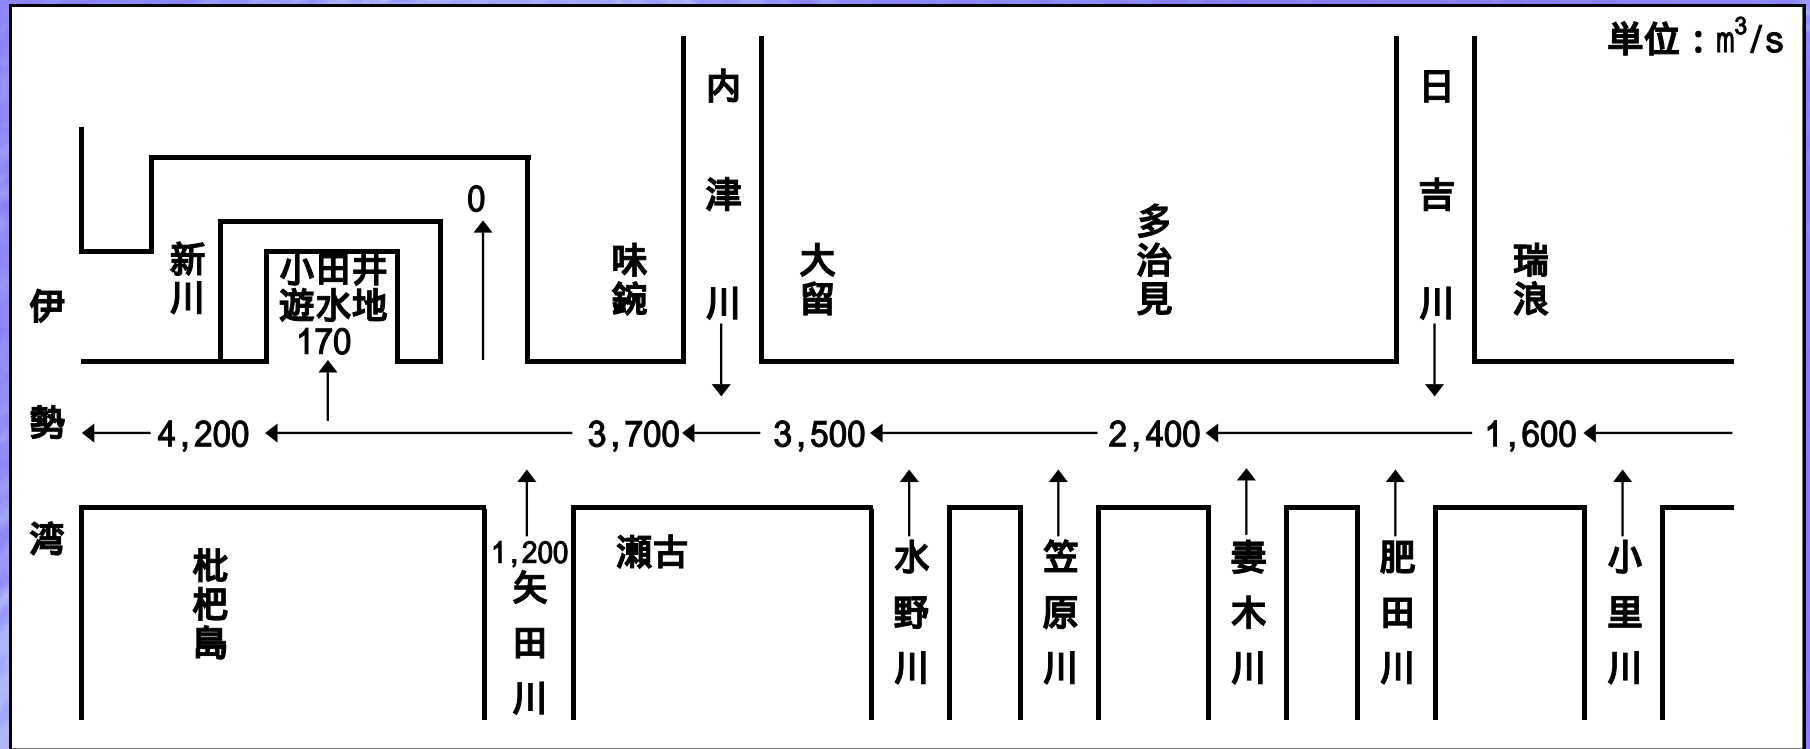 単位：m³/s
内津川
日吉川
0
新川
小田井
遊水地
170
味鋺
大留
多治見
瑞浪
伊勢湾
4,200
3,700
3,500
2,400
1,600
枇杷島
1,200
矢田川
瀬古
水野川
笠原川
妻木川
肥田川
小里川